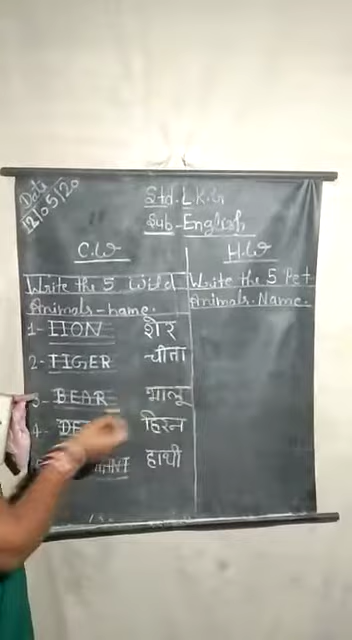 Date
12/05/20
Std. L.K.G
Sub-English
C.W
H.W
Write the 5 Wild
Animals-name.
Write the 5 Pet
Animals. Name.
1- LION शेर
2- TIGER चीता
3- BEAR भालू
4- हिरन
हाथी